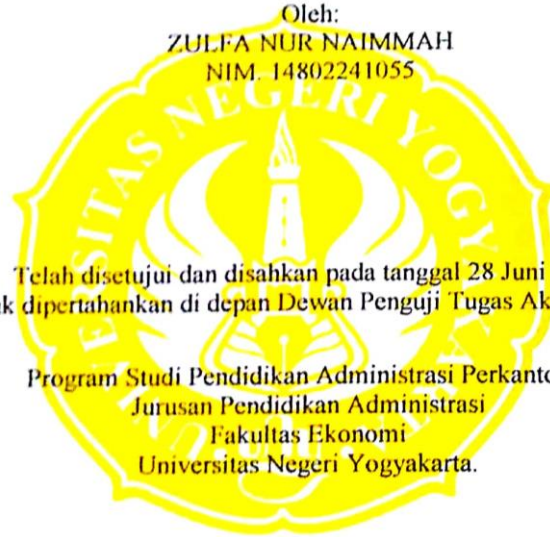 Oleh:
ZULFA NUR NAIMMAH
NIM. 14802241055
Telah disetujui dan disahkan pada tanggal 28 Juni
dipertahankan di depan Dewan Penguji Tugas
Program Studi Pendidikan Administrasi
Jurusan Pendidikan Administrasi
Fakultas Ekonomi
Universitas Negeri Yogyakarta.